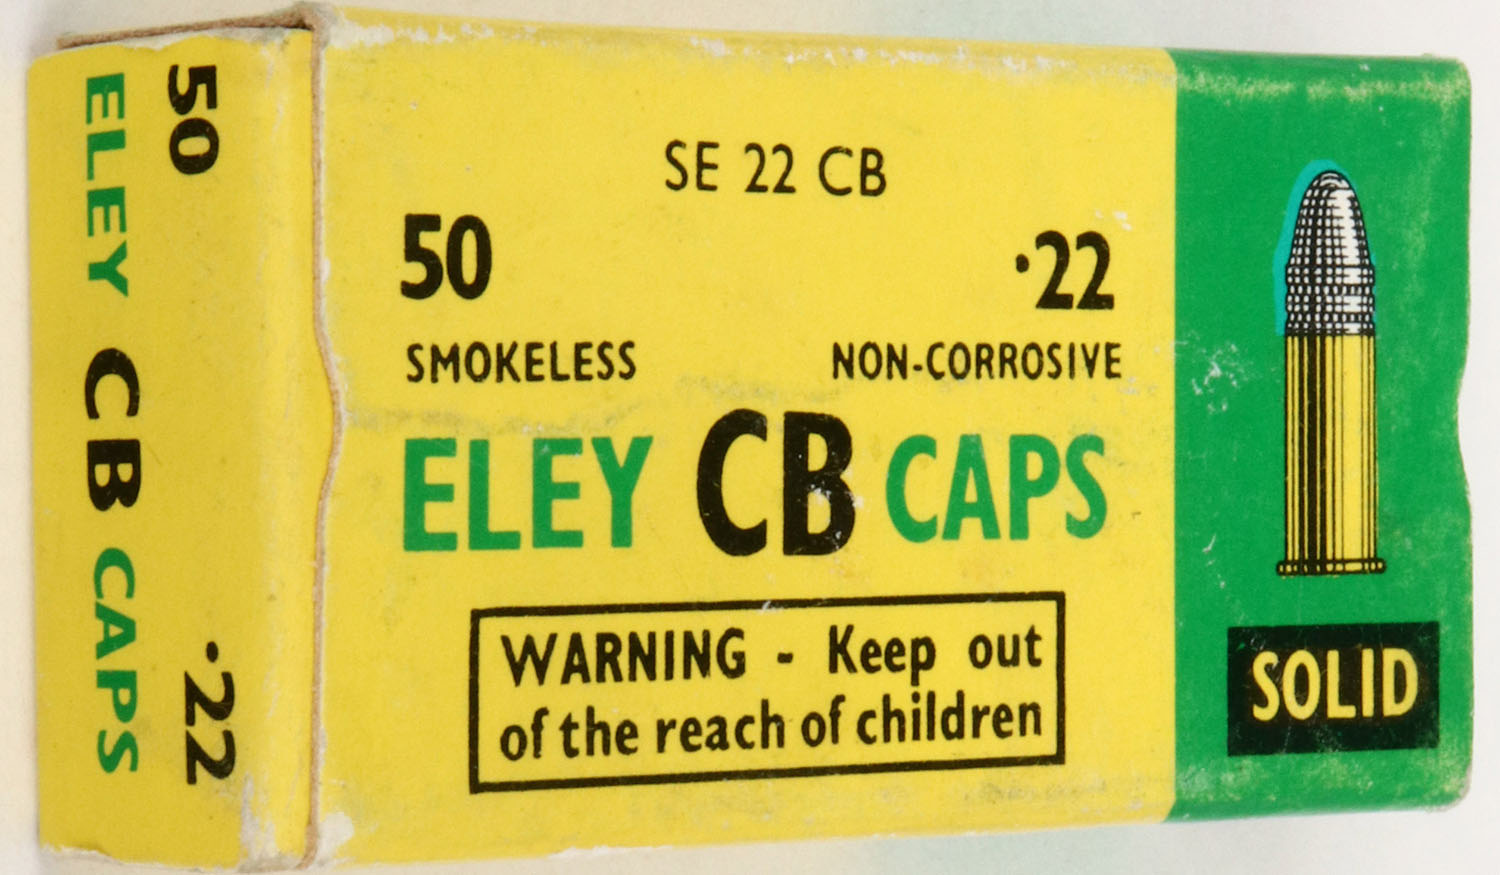 50 ·22
ELEY CB CAPS
SE 22 CB
50 ·22
SMOKELESS NON-CORROSIVE
ELEY CB CAPS
WARNING - Keep out
of the reach of children
SOLID